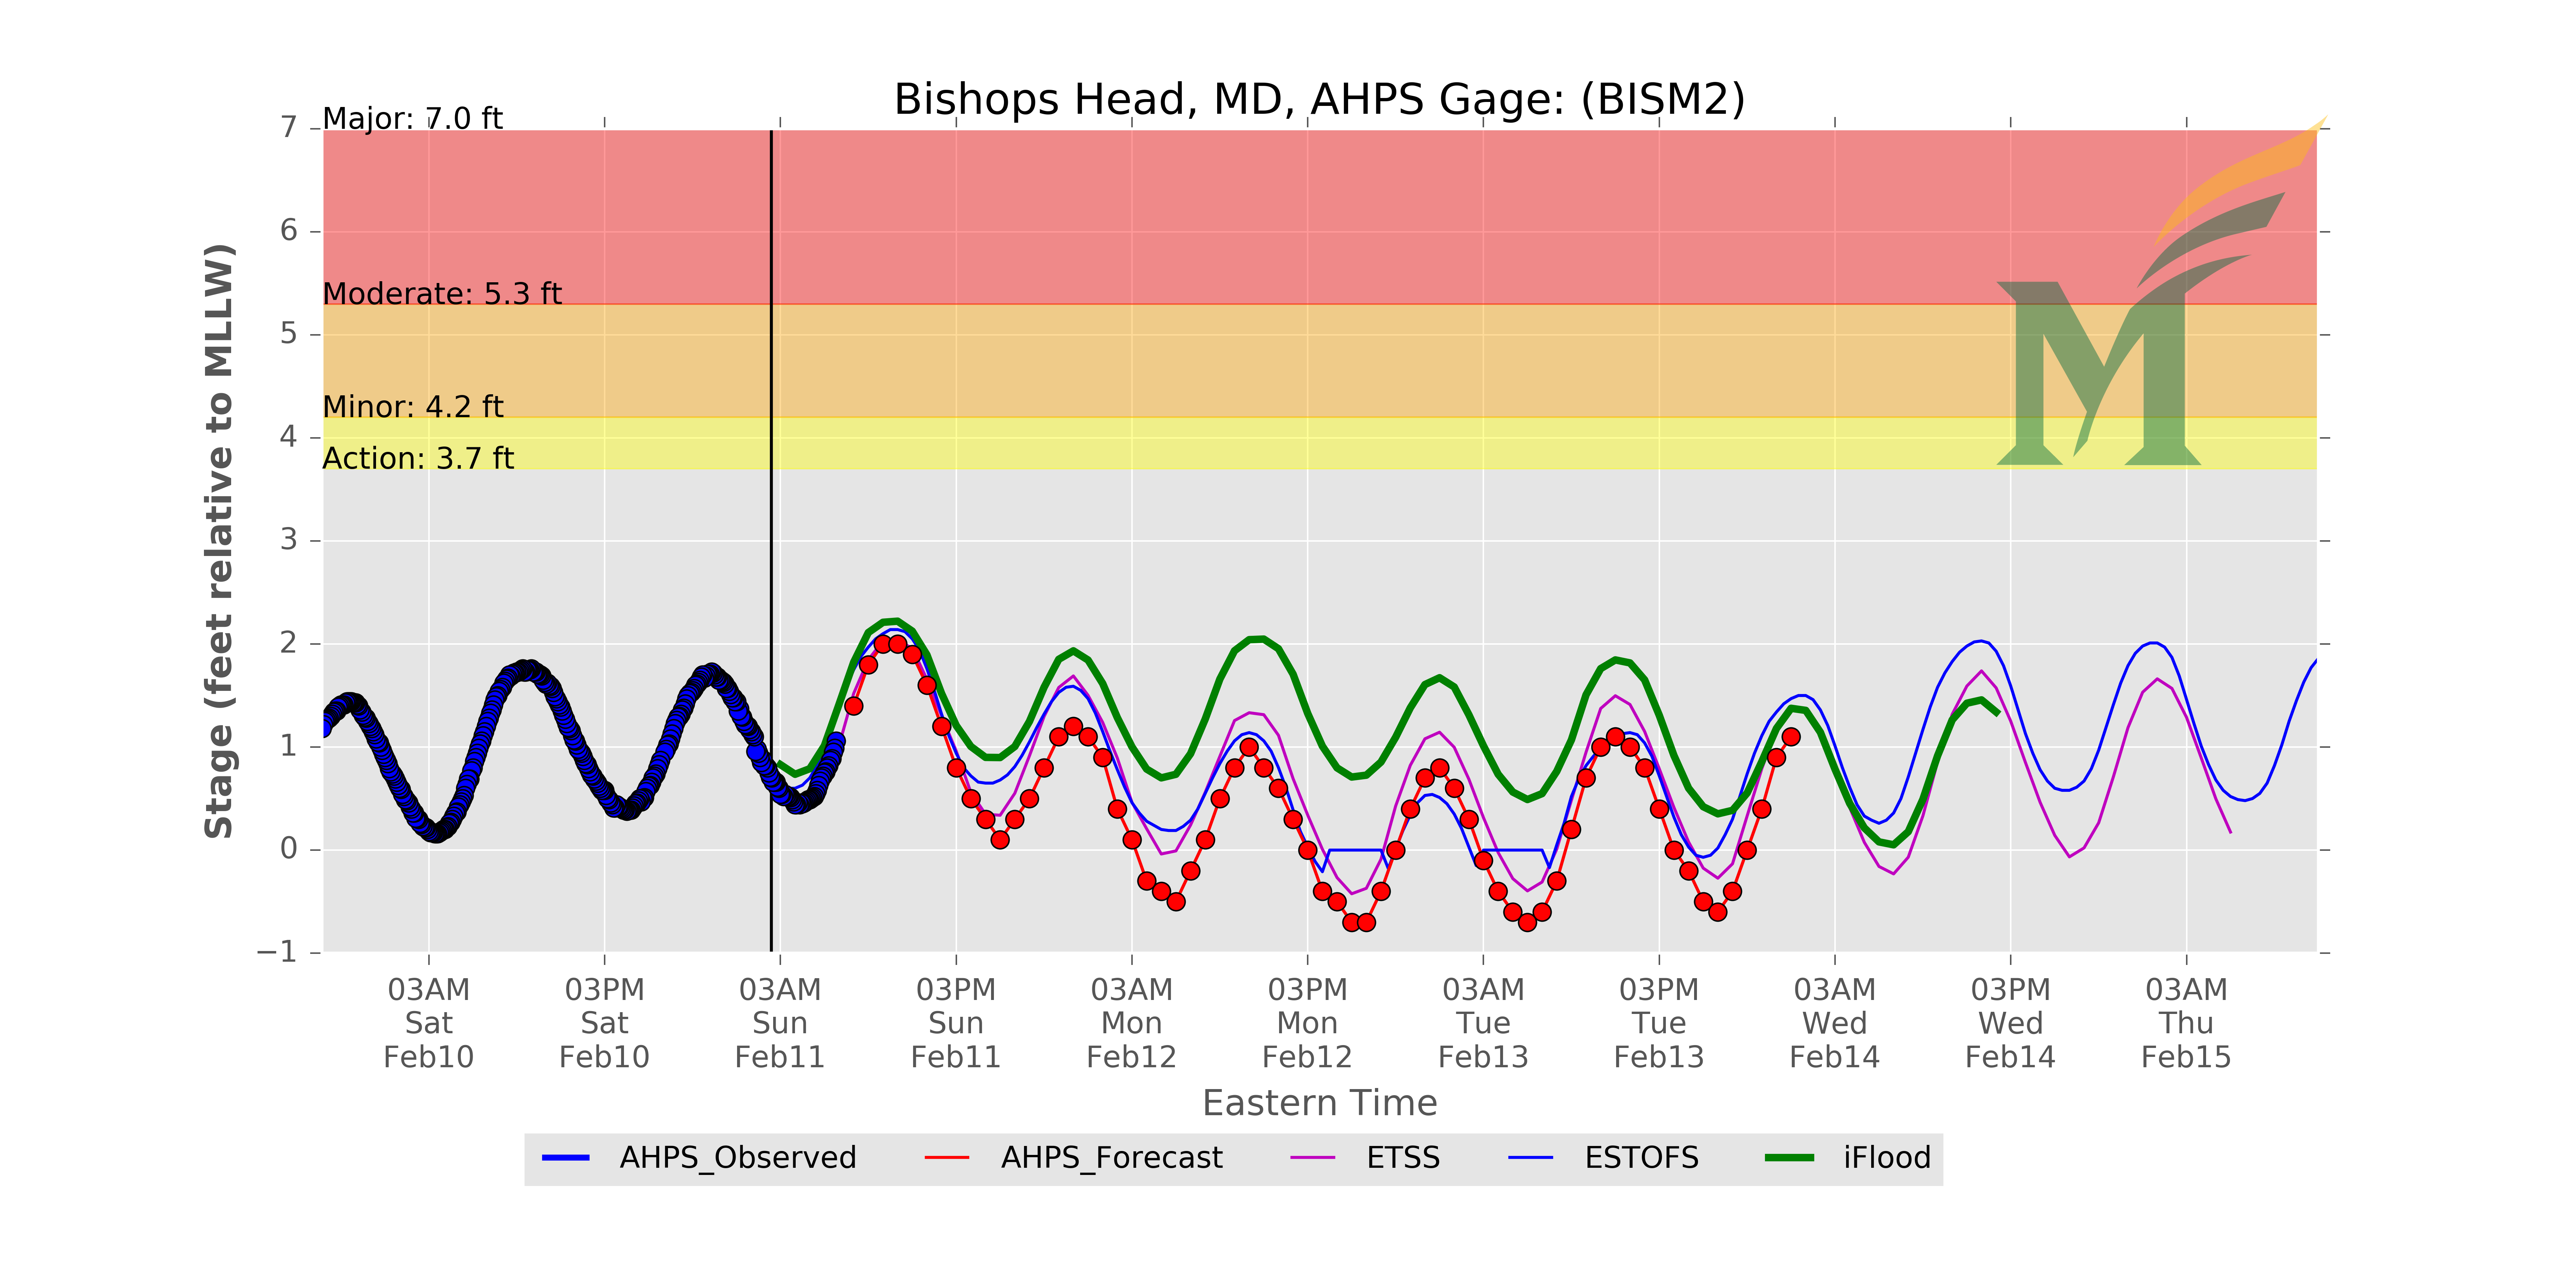 Bishops Head, MD, AHPS Gage: (BISM2)
Major: 7.0 ft
Moderate: 5.3 ft
Minor: 4.2 ft
Action: 3.7 ft
Stage (feet relative to MLLW)
7
6
5
4
3
2
1
0
−1
03AM Sat Feb10
03PM Sat Feb10
03AM Sun Feb11
03PM Sun Feb11
03AM Mon Feb12
03PM Mon Feb12
03AM Tue Feb13
03PM Tue Feb13
03AM Wed Feb14
03PM Wed Feb14
03AM Thu Feb15
Eastern Time
AHPS_Observed
AHPS_Forecast
ETSS
ESTOFS
iFlood
M